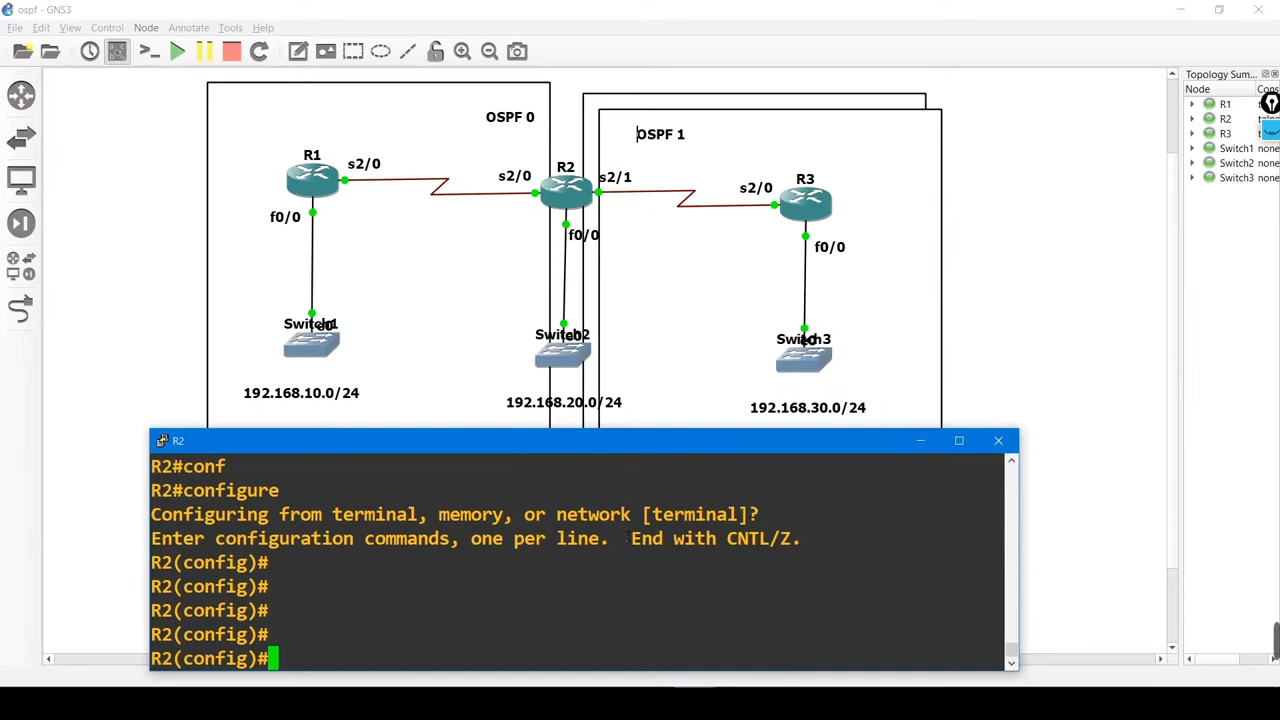 ospf - GNS3
File Edit View Control Node Annotate Tools Help
Topology Sum...
Node Cons
R1
R2
R3
Switch1 none
Switch2 none
Switch3 none
OSPF 0
OSPF 1
R1
s2/0
f0/0
R2
s2/0
s2/1
f0/0
R3
s2/0
f0/0
Switch1
Switch2
Switch3
192.168.10.0/24
192.168.20.0/24
192.168.30.0/24
R2
R2#conf
R2#configure
Configuring from terminal, memory, or network [terminal]?
Enter configuration commands, one per line. End with CNTL/Z.
R2(config)#
R2(config)#
R2(config)#
R2(config)#
R2(config)#